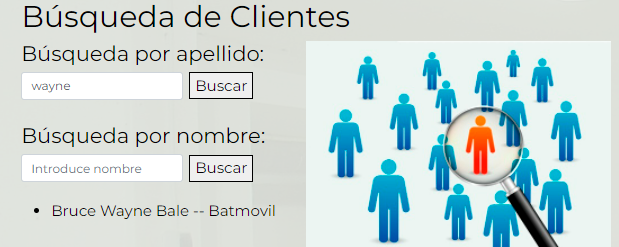 Búsqueda de Clientes
Búsqueda por apellido:
wayne
Buscar
Búsqueda por nombre:
Introduce nombre
Buscar
Bruce Wayne Bale -- Batmovil